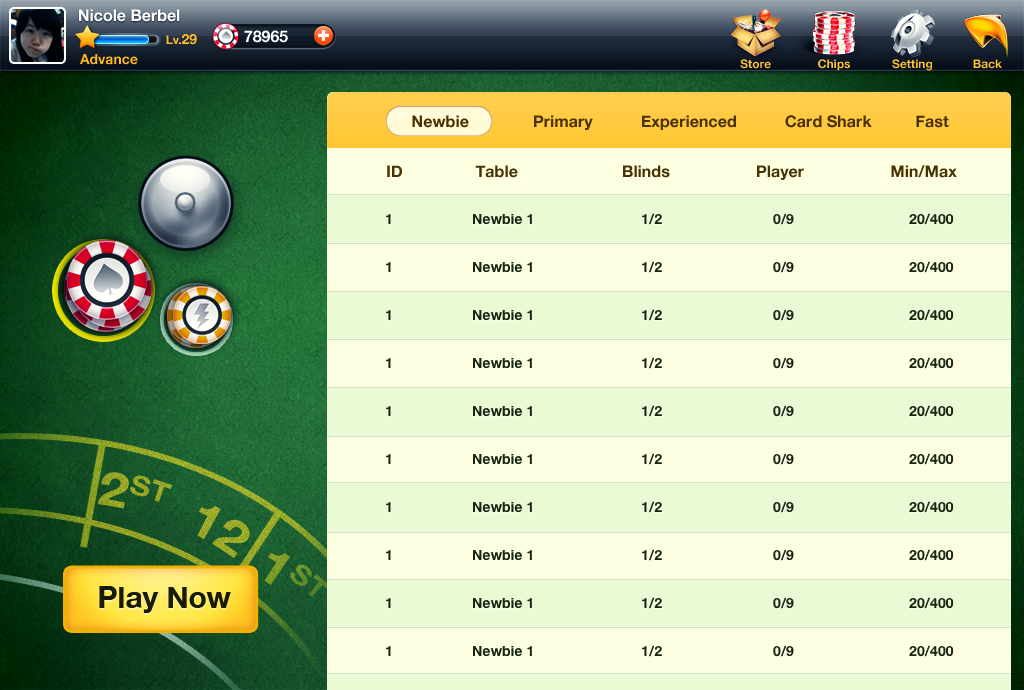 Nicole Berbel
Lv.29
78965
Advance
Store
Chips
Setting
Back
Newbie Primary Experienced Card Shark Fast
ID Table Blinds Player Min/Max
1 Newbie 1 1/2 0/9 20/400
1 Newbie 1 1/2 0/9 20/400
1 Newbie 1 1/2 0/9 20/400
1 Newbie 1 1/2 0/9 20/400
1 Newbie 1 1/2 0/9 20/400
1 Newbie 1 1/2 0/9 20/400
1 Newbie 1 1/2 0/9 20/400
1 Newbie 1 1/2 0/9 20/400
1 Newbie 1 1/2 0/9 20/400
1 Newbie 1 1/2 0/9 20/400
2ST 12 1ST
Play Now